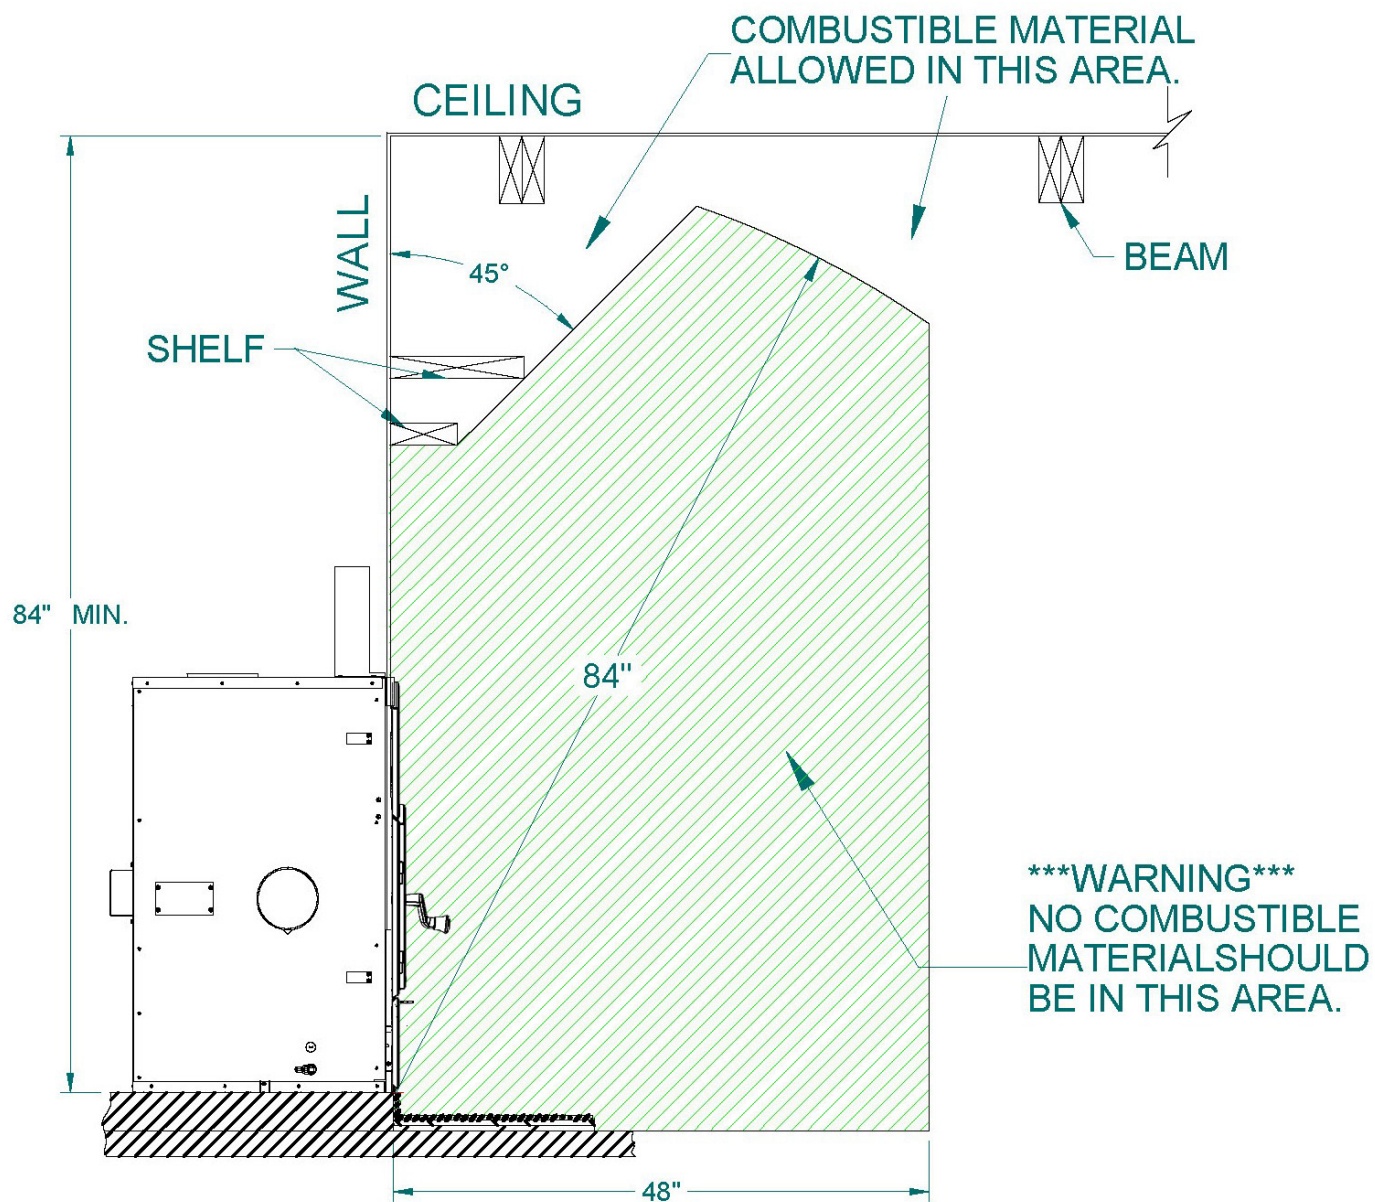 COMBUSTIBLE MATERIAL
ALLOWED IN THIS AREA.
CEILING
WALL
45°
BEAM
SHELF
84" MIN.
84"
***WARNING***
NO COMBUSTIBLE
MATERIALSHOULD
BE IN THIS AREA.
48"